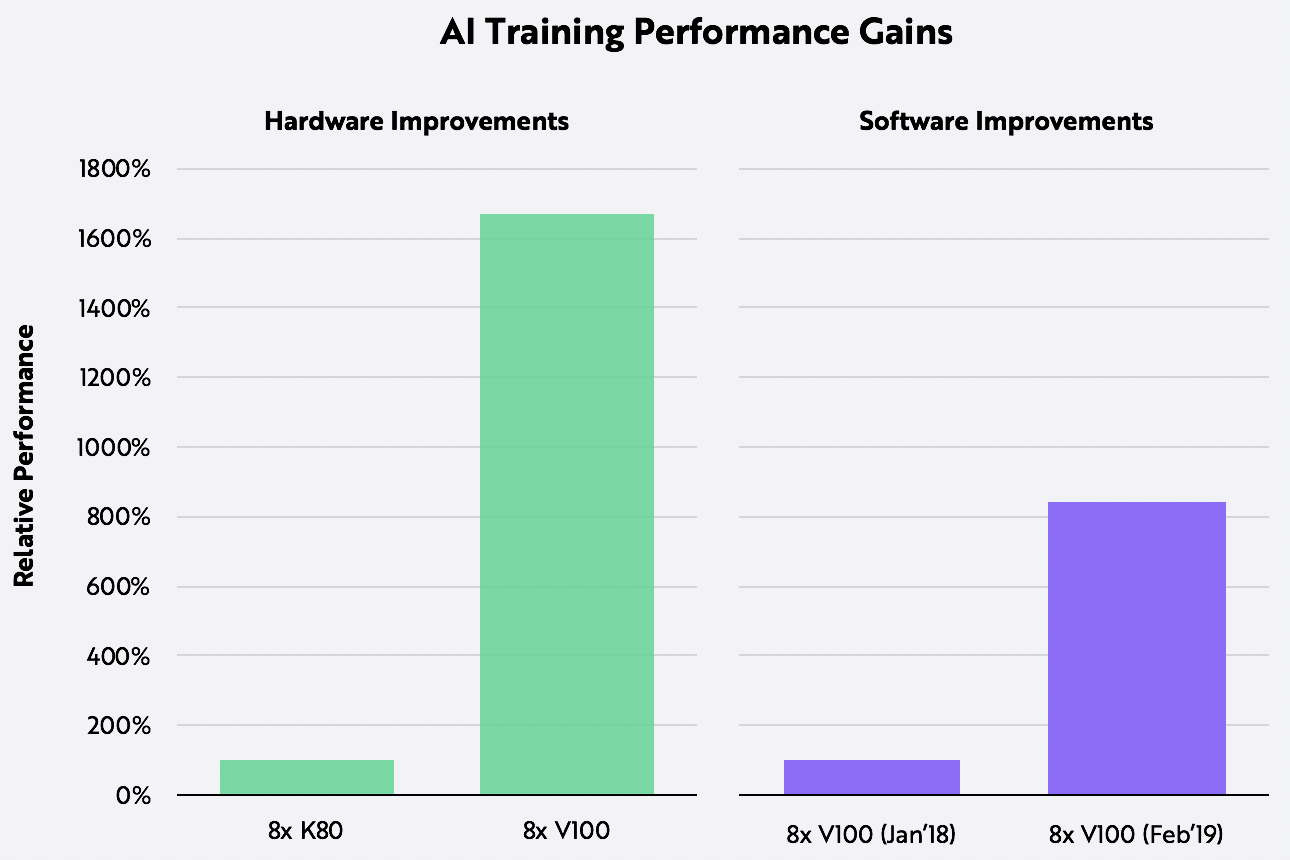 AI Training Performance Gains
Hardware Improvements
Software Improvements
Relative Performance
1800%
1600%
1400%
1200%
1000%
800%
600%
400%
200%
0%
8x K80
8x V100
8x V100 (Jan’18)
8x V100 (Feb’19)